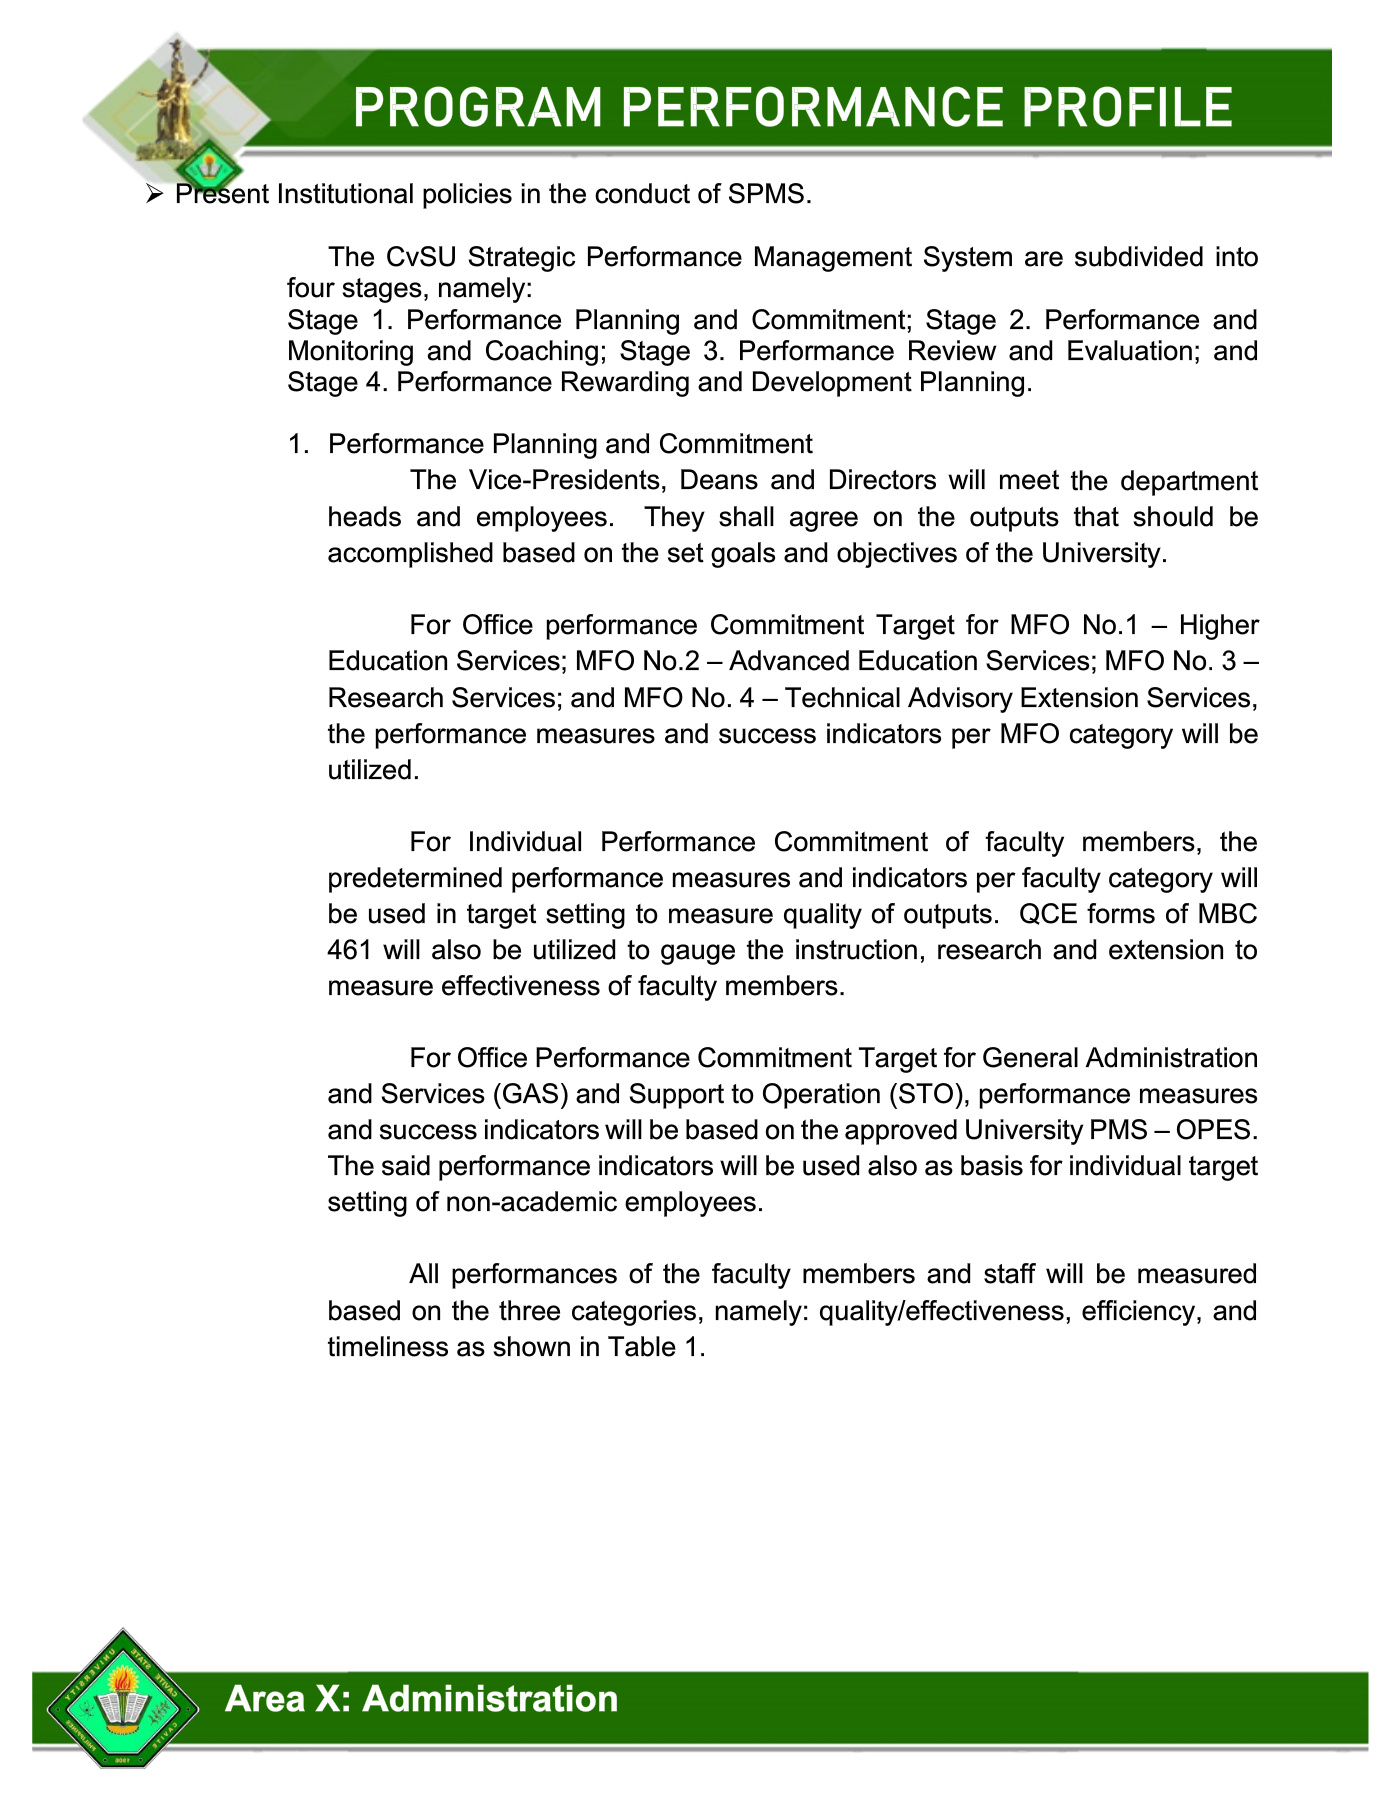 PROGRAM PERFORMANCE PROFILE
➢ Present Institutional policies in the conduct of SPMS.
The CvSU Strategic Performance Management System are subdivided into
four stages, namely:
Stage 1. Performance Planning and Commitment; Stage 2. Performance and
Monitoring and Coaching; Stage 3. Performance Review and Evaluation; and
Stage 4. Performance Rewarding and Development Planning.
1. Performance Planning and Commitment
The Vice-Presidents, Deans and Directors will meet the department
heads and employees. They shall agree on the outputs that should be
accomplished based on the set goals and objectives of the University.
For Office performance Commitment Target for MFO No.1 – Higher
Education Services; MFO No.2 – Advanced Education Services; MFO No. 3 –
Research Services; and MFO No. 4 – Technical Advisory Extension Services,
the performance measures and success indicators per MFO category will be
utilized.
For Individual Performance Commitment of faculty members, the
predetermined performance measures and indicators per faculty category will
be used in target setting to measure quality of outputs. QCE forms of MBC
461 will also be utilized to gauge the instruction, research and extension to
measure effectiveness of faculty members.
For Office Performance Commitment Target for General Administration
and Services (GAS) and Support to Operation (STO), performance measures
and success indicators will be based on the approved University PMS – OPES.
The said performance indicators will be used also as basis for individual target
setting of non-academic employees.
All performances of the faculty members and staff will be measured
based on the three categories, namely: quality/effectiveness, efficiency, and
timeliness as shown in Table 1.
CAVITE STATE UNIVERSITY
CAVITE PHILIPPINES
1906
Area X: Administration